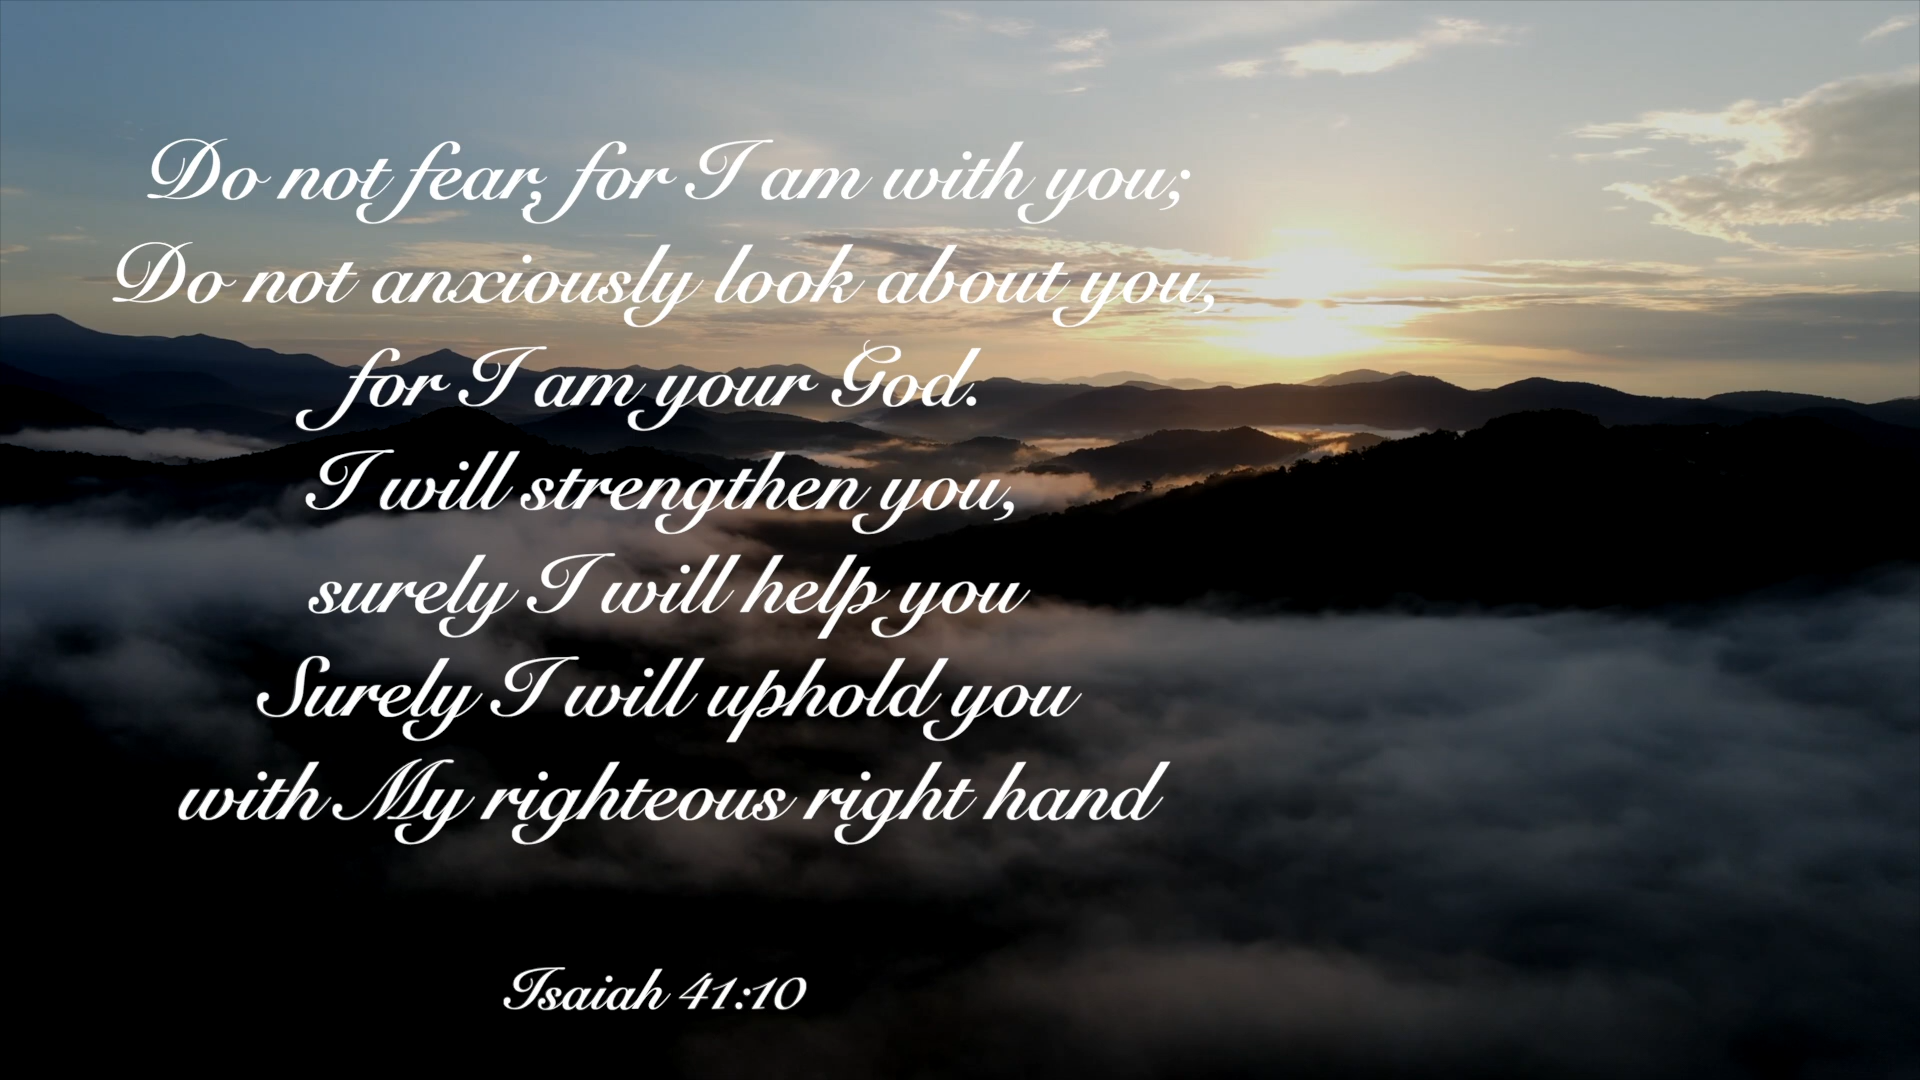 Do not fear, for I am with you;
Do not anxiously look about you,
for I am your God.
I will strengthen you,
surely I will help you
Surely I will uphold you
with My righteous right hand
Isaiah 41:10